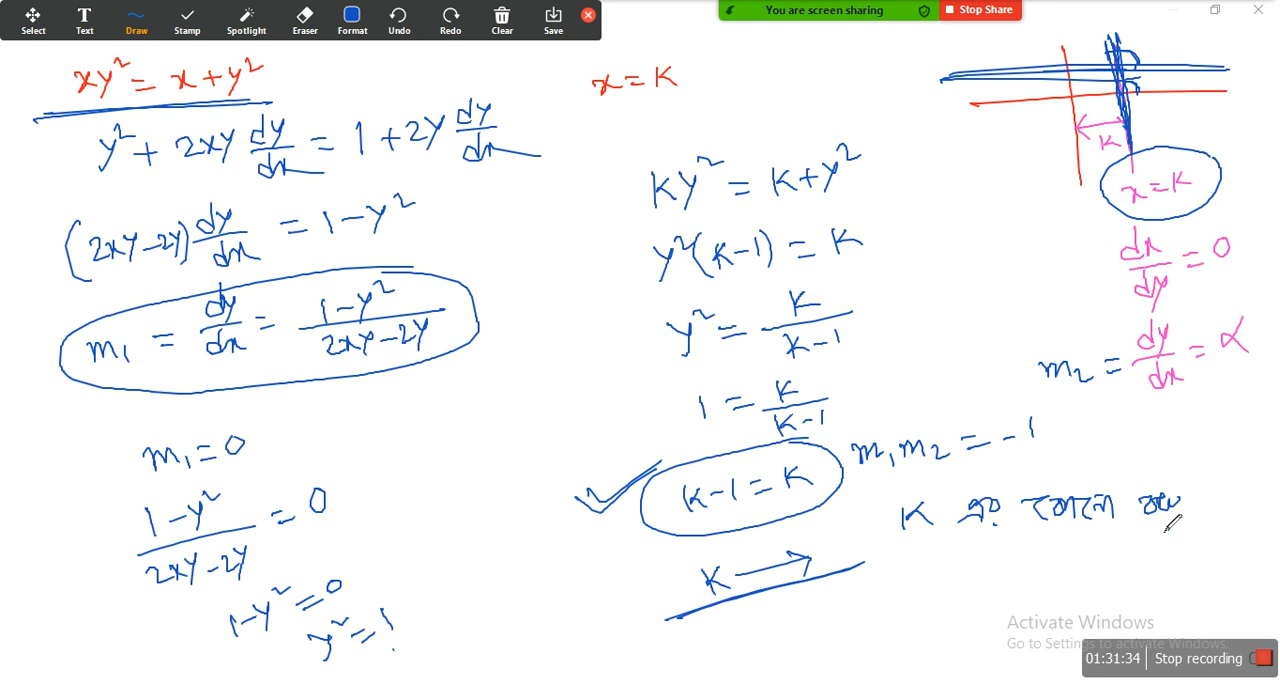 Select Text Draw Stamp Spotlight Eraser Format Undo Redo Clear Save
You are screen sharing Stop Share
xy² = x + y²
y² + 2xy dy/dx = 1 + 2y dy/dx
(2xy - 2y) dy/dx = 1 - y²
m₁ = dy/dx = (1 - y²)/(2xy - 2y)
m₁ = 0
(1 - y²)/(2xy - 2y) = 0
1 - y² = 0
y² = 1
x = K
Ky² = K + y²
y²(K - 1) = K
y² = K/(K - 1)
1 = K/(K - 1)
K - 1 = K
K →
K
x = K
dx/dy = 0
m₂ = dy/dx = α
m₁m₂ = -1
K এর
Activate Windows
Go to Settings to activate Windows.
01:31:34 Stop recording